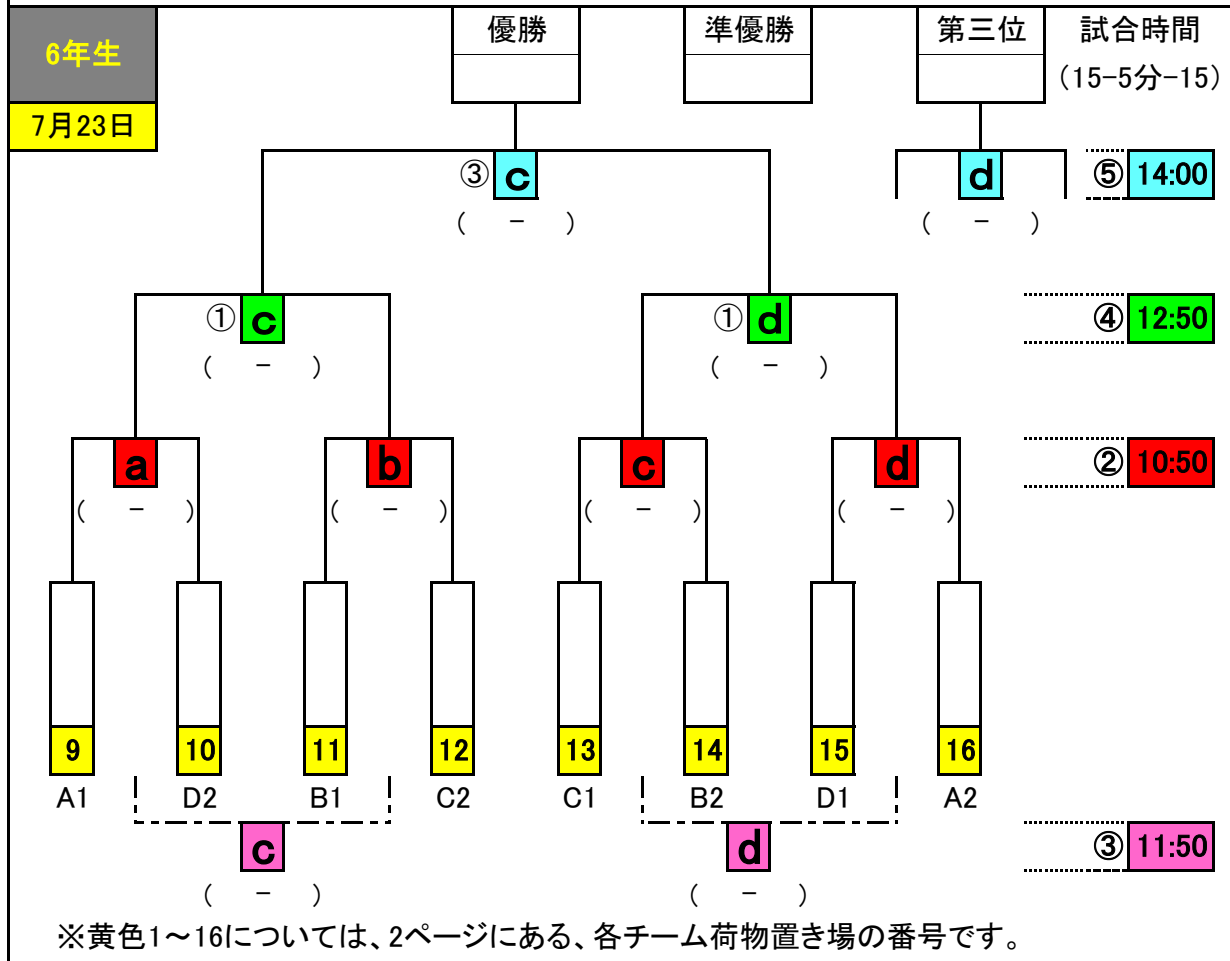 6年生
優勝 準優勝 第三位 試合時間
(15-5分-15)
7月23日
③ c d ⑤ 14:00
( - ) ( - )
① c ① d ④ 12:50
( - ) ( - )
a b c d ② 10:50
( - ) ( - ) ( - ) ( - )
9 10 11 12 13 14 15 16
A1 D2 B1 C2 C1 B2 D1 A2
c d ③ 11:50
( - ) ( - )
※黄色1～16については、2ページにある、各チーム荷物置き場の番号です。